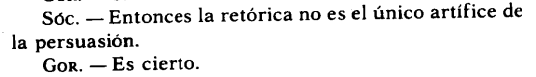 Sóc. — Entonces la retórica no es el único artífice de
la persuasión.
Gor. — Es cierto.